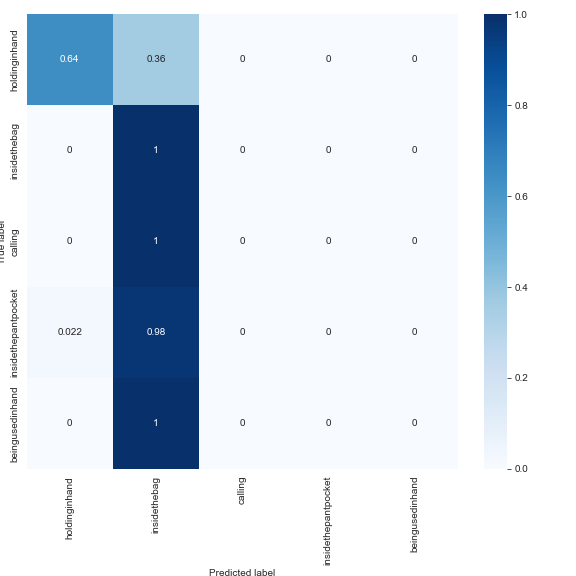 holdinginhand 0.64 0.36 0 0 0
insidethebag 0 1 0 0 0
calling 0 1 0 0 0
insidethepantpocket 0.022 0.98 0 0 0
beingusedinhand 0 1 0 0 0
True label
holdinginhand insidethebag calling insidethepantpocket beingusedinhand
Predicted label
1.0
0.8
0.6
0.4
0.2
0.0